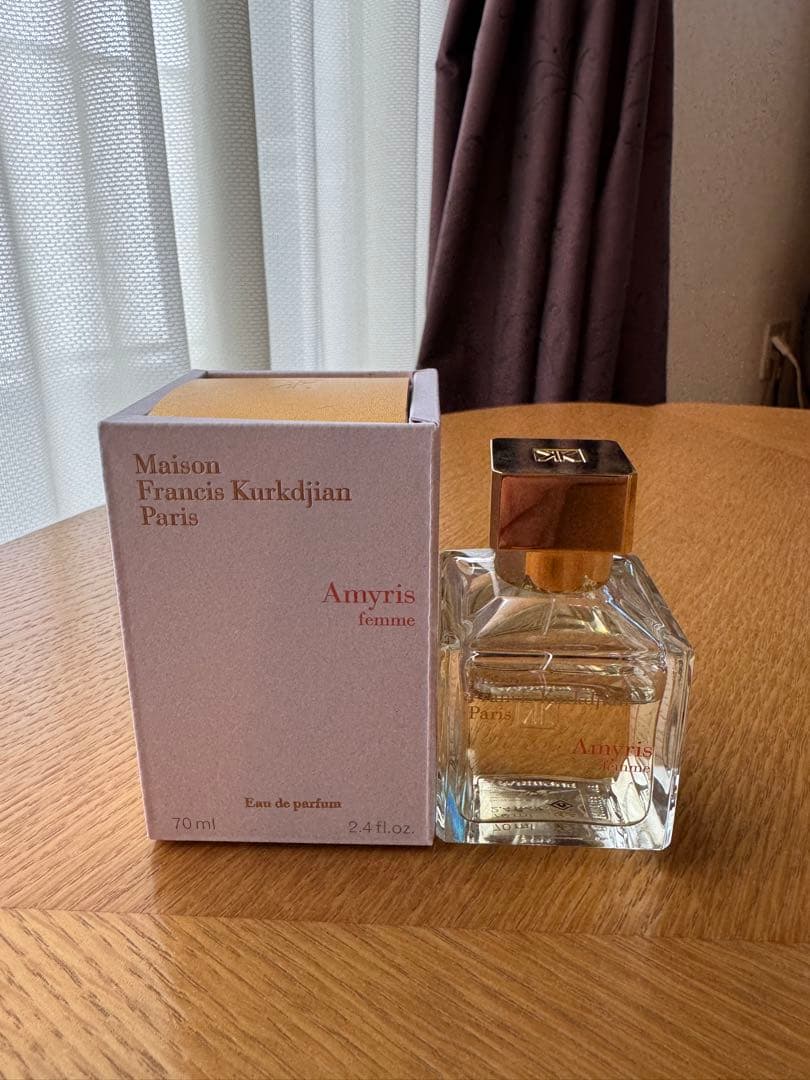 Maison
Francis Kurkdjian
Paris
Amyris
femme
Eau de parfum
70 ml
2.4 fl.oz.
Paris
Amyris
femme